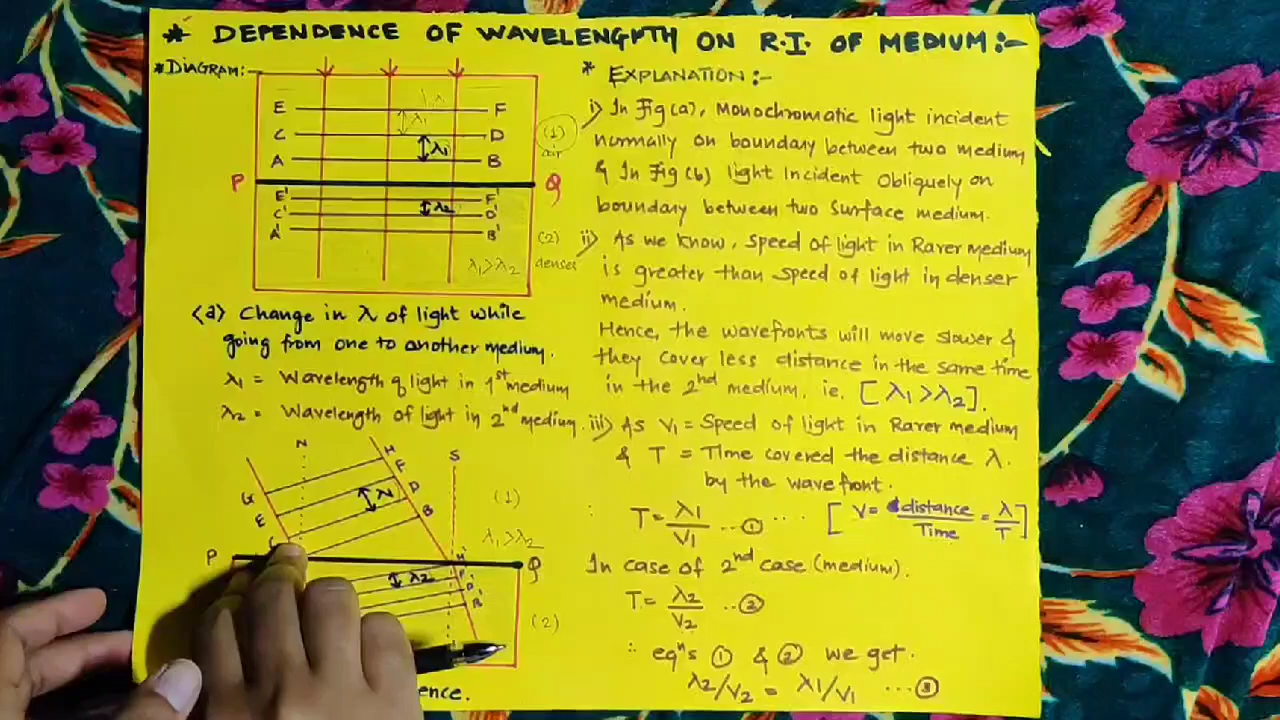 * DEPENDENCE OF WAVELENGTH ON R.I. OF MEDIUM:-
* DIAGRAM:-
E F
λ1
C D
(1)
λ1
A B
P Q
E' F'
C' λ2 D'
A' B'
(2)
denses
λ1>λ2
(a) Change in λ of light while
going from one to another medium.
λ1 = Wavelength of light in 1st medium
λ2 = Wavelength of light in 2nd medium.
N
H
S
F
G
λ1
D
(1)
E
B
C
λ1>λ2
P H' Q
F'
λ2
D'
B'
(2)
ence.
* EXPLANATION:-
i) In Fig(a), Monochromatic light incident
normally on boundary between two medium
& In Fig(b) light Incident Obliquely on
boundary between two Surface medium.
ii) As we know, Speed of light in Rarer medium
is greater than speed of light in denser
medium.
Hence, the wavefronts will move slower &
they cover less distance in the same time
in the 2nd medium. ie. [λ1>λ2].
iii) As V1 = Speed of light in Rarer medium
& T = Time covered the distance λ.
by the wavefront.
∴ T = λ1/V1 ...① .... [V = distance/Time = λ/T]
In case of 2nd case (medium).
T = λ2/V2 ..②
∴ eqns ① & ② we get.
λ2/V2 = λ1/V1 ...③